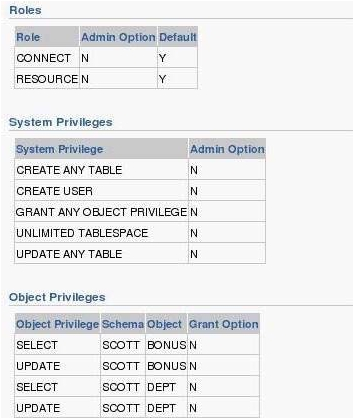 Roles
Role Admin Option Default
CONNECT N Y
RESOURCE N Y
System Privileges
System Privilege Admin Option
CREATE ANY TABLE N
CREATE USER N
GRANT ANY OBJECT PRIVILEGE N
UNLIMITED TABLESPACE N
UPDATE ANY TABLE N
Object Privileges
Object Privilege Schema Object Grant Option
SELECT SCOTT BONUS N
UPDATE SCOTT BONUS N
SELECT SCOTT DEPT N
UPDATE SCOTT DEPT N